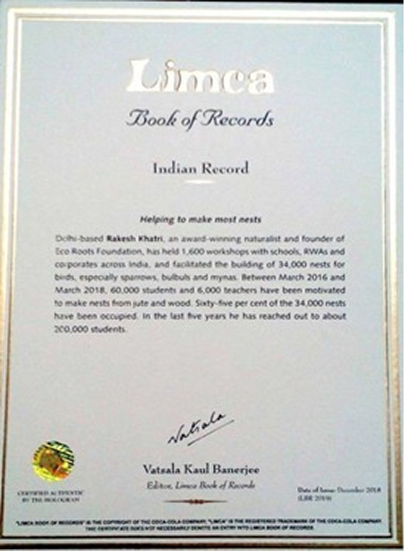 Limca
Book of Records
Indian Record
Helping to make most nests
Delhi-based Rakesh Khatri, an award-winning naturalist and founder of
Eco Roots Foundation, has held 1,600 workshops with schools, RWAs and
corporates across India, and facilitated the building of 34,000 nests for
birds, especially sparrows, bulbuls and mynas. Between March 2016 and
March 2018, 60,000 students and 6,000 teachers have been motivated
to make nests from jute and wood. Sixty-five per cent of the 34,000 nests
have been occupied. In the last five years he has reached out to about
200,000 students.
Vatsala
Vatsala Kaul Banerjee
Editor, Limca Book of Records
CERTIFIED AUTHENTIC
BY THE HOLOGRAM
Date of Issue: December 2018
(LBR 2019)
"LIMCA BOOK OF RECORDS" IS THE COPYRIGHT OF THE COCA-COLA COMPANY. "LIMCA" IS THE REGISTERED TRADEMARK OF THE COCA-COLA COMPANY.
THIS CERTIFICATE DOES NOT NECESSARILY DENOTE AN ENTRY INTO LIMCA BOOK OF RECORDS.